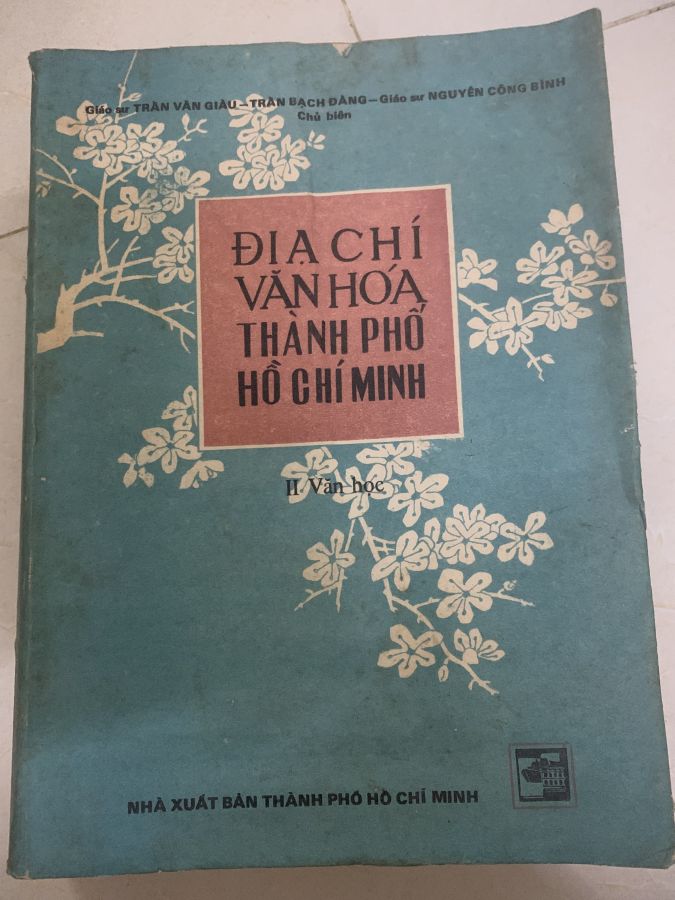 Giáo sư TRẦN VĂN GIÀU – TRẦN BẠCH ĐẰNG – Giáo sư NGUYỄN CÔNG BÌNH
Chủ biên
ĐỊA CHÍ
VĂN HÓA
THÀNH PHỐ
HỒ CHÍ MINH
II Văn học
NHÀ XUẤT BẢN THÀNH PHỐ HỒ CHÍ MINH